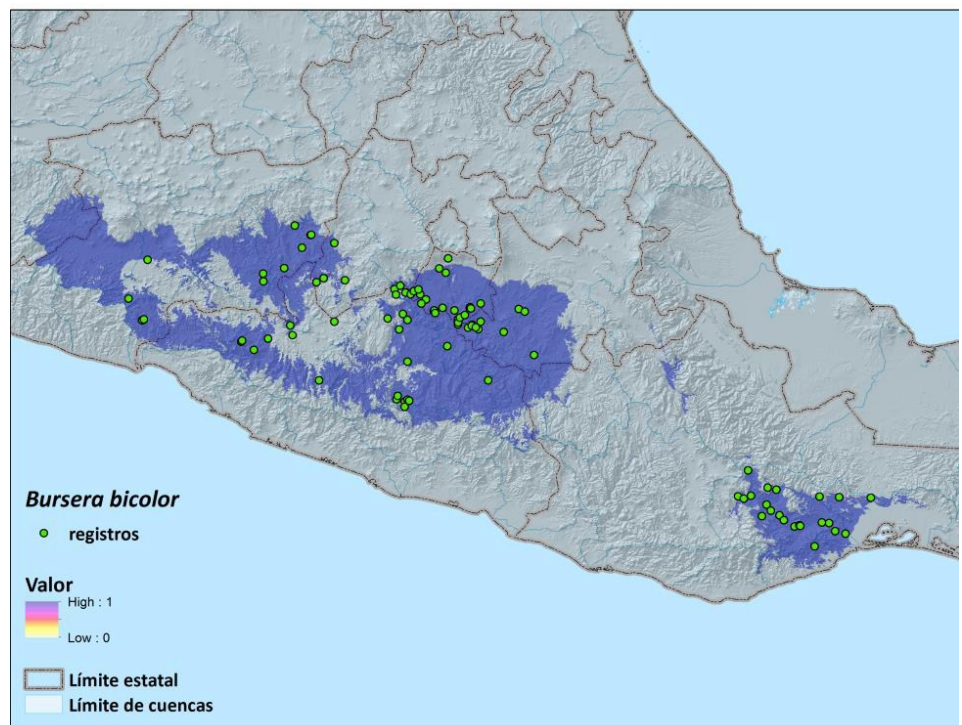 Bursera bicolor
registros
Valor
High : 1
Low : 0
Límite estatal
Límite de cuencas